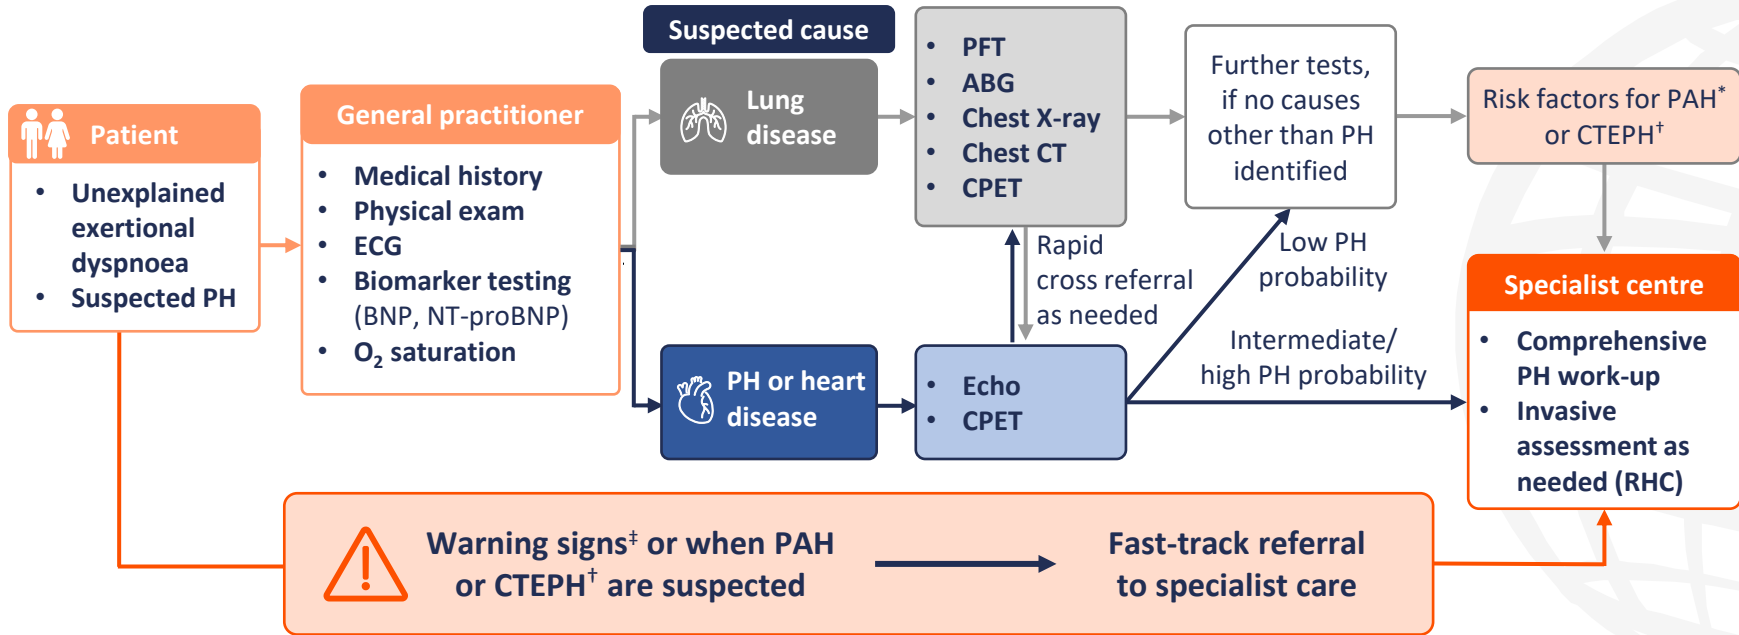 Patient
• Unexplained
exertional
dyspnoea
• Suspected PH
General practitioner
• Medical history
• Physical exam
• ECG
• Biomarker testing
(BNP, NT-proBNP)
• O₂ saturation
Suspected cause
Lung
disease
• PFT
• ABG
• Chest X-ray
• Chest CT
• CPET
Further tests,
if no causes
other than PH
identified
Risk factors for PAH*
or CTEPH†
Rapid
cross referral
as needed
Low PH
probability
PH or heart
disease
• Echo
• CPET
Intermediate/
high PH probability
Specialist centre
• Comprehensive
PH work-up
• Invasive
assessment as
needed (RHC)
Warning signs‡ or when PAH
or CTEPH† are suspected
Fast-track referral
to specialist care